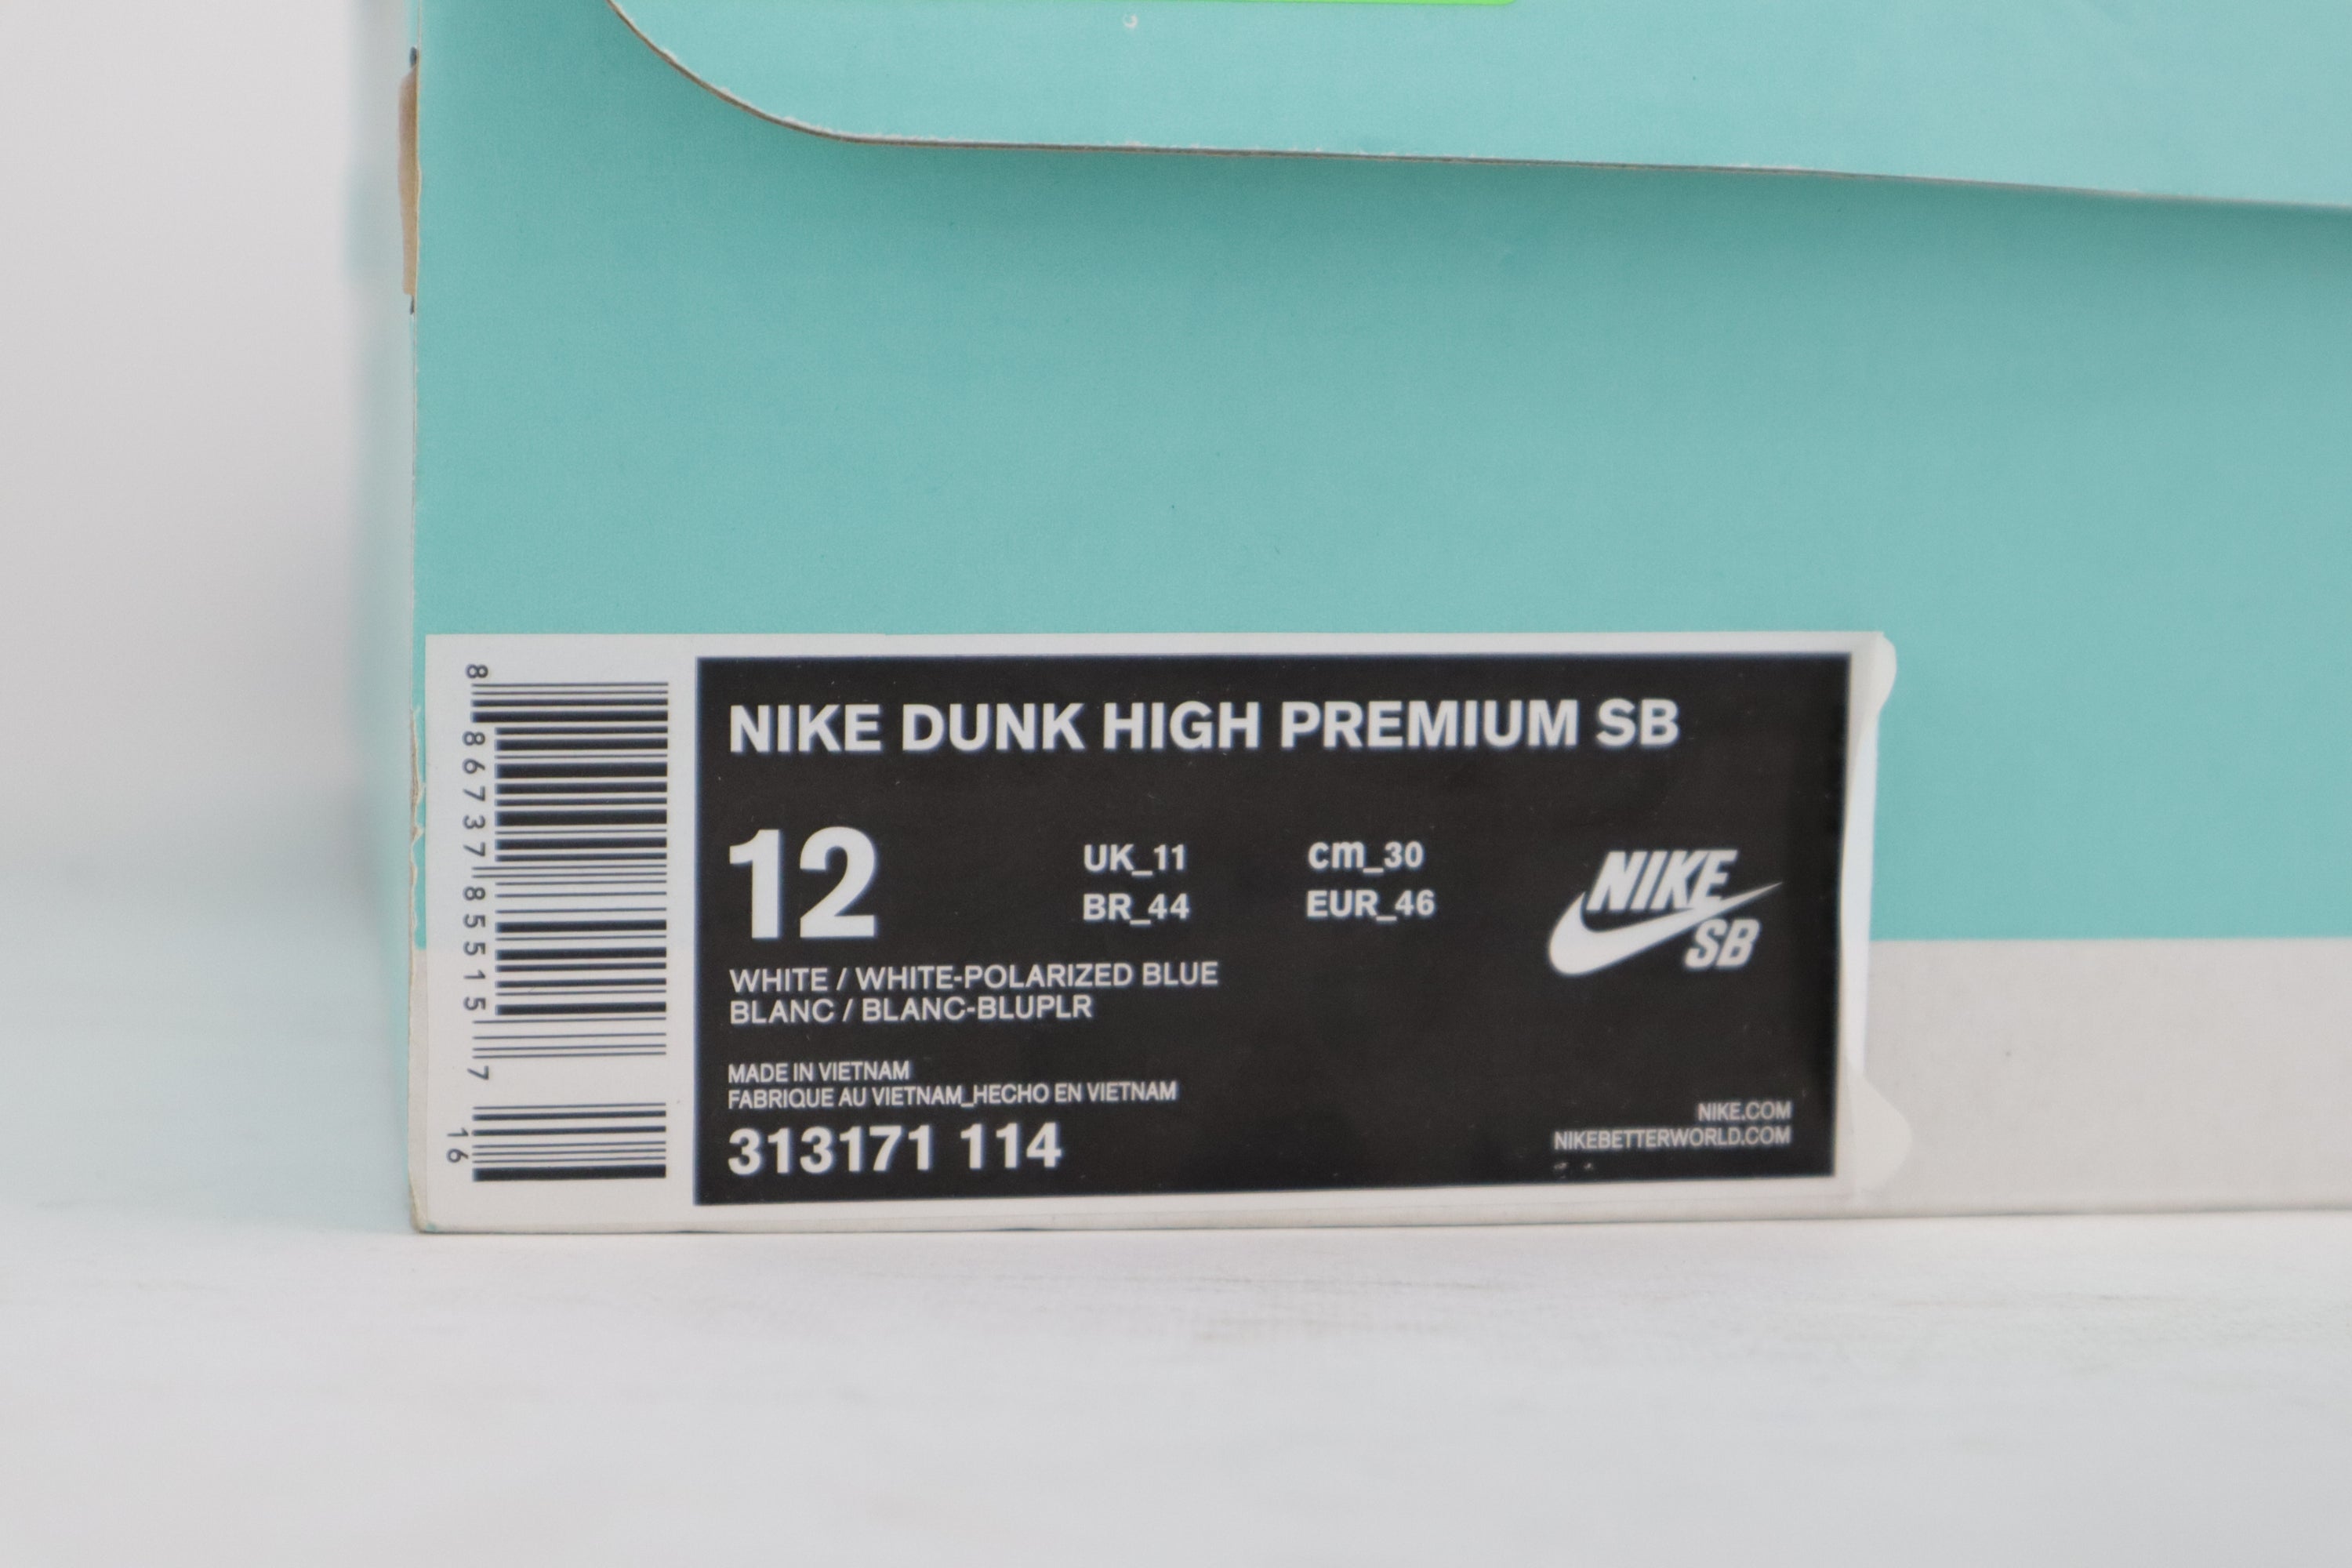 8 86737 85515 7
16
NIKE DUNK HIGH PREMIUM SB
12
UK_11 cm_30
BR_44 EUR_46
NIKE
SB
WHITE / WHITE-POLARIZED BLUE
BLANC / BLANC-BLUPLR
MADE IN VIETNAM
FABRIQUE AU VIETNAM_HECHO EN VIETNAM
313171 114
NIKE.COM
NIKEBETTERWORLD.COM